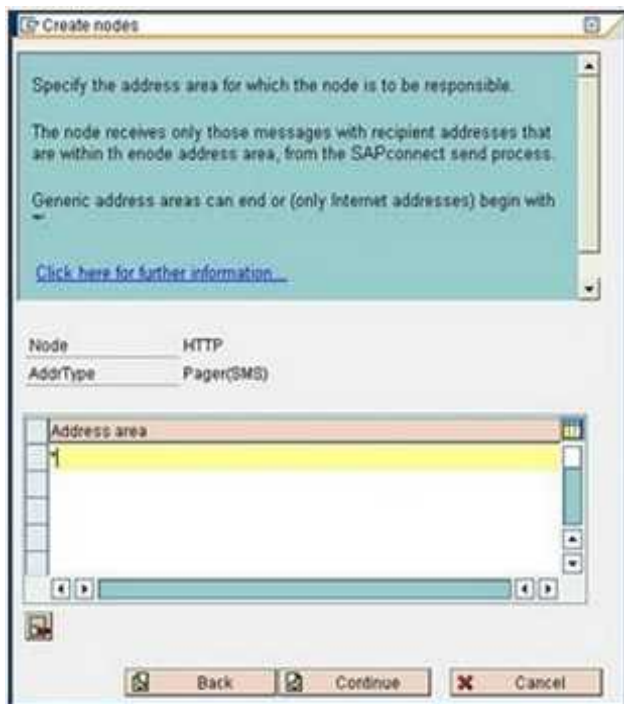 Create nodes
Specify the address area for which the node is to be responsible.
The node receives only those messages with recipient addresses that
are within th enode address area, from the SAPconnect send process.
Generic address areas can end or (only Internet addresses) begin with
Click here for further information...
Node HTTP
AddrType Pager(SMS)
Address area
*
Back Continue Cancel